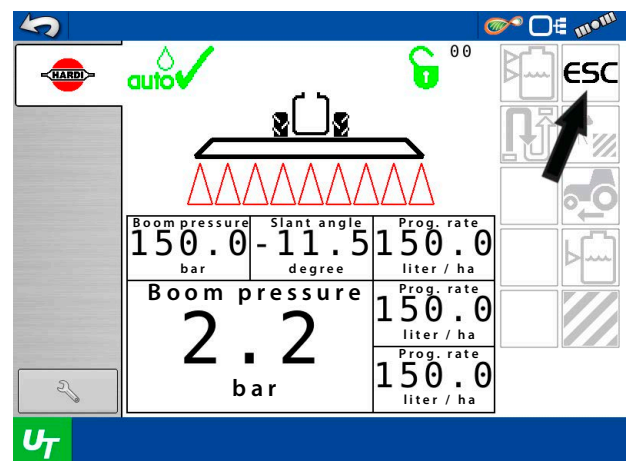 HARDI
auto
00
ESC
Boom pressure
150.0
bar
Slant angle
-11.5
degree
Prog. rate
150.0
liter / ha
Boom pressure
2.2
bar
Prog. rate
150.0
liter / ha
Prog. rate
150.0
liter / ha
UT